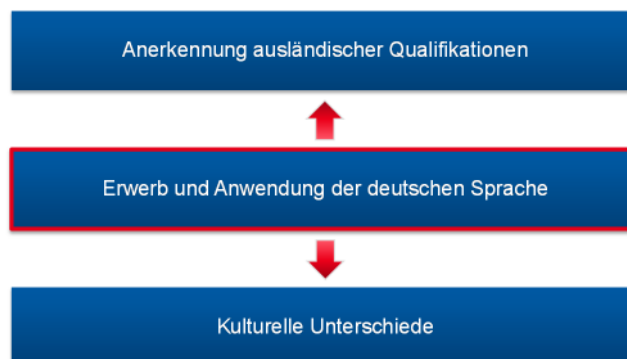 Anerkennung ausländischer Qualifikationen
Erwerb und Anwendung der deutschen Sprache
Kulturelle Unterschiede